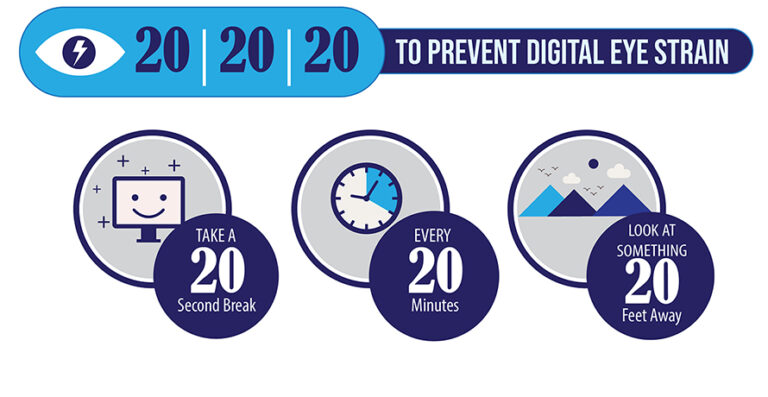 20 | 20 | 20 TO PREVENT DIGITAL EYE STRAIN
TAKE A
20
Second Break
EVERY
20
Minutes
LOOK AT
SOMETHING
20
Feet Away